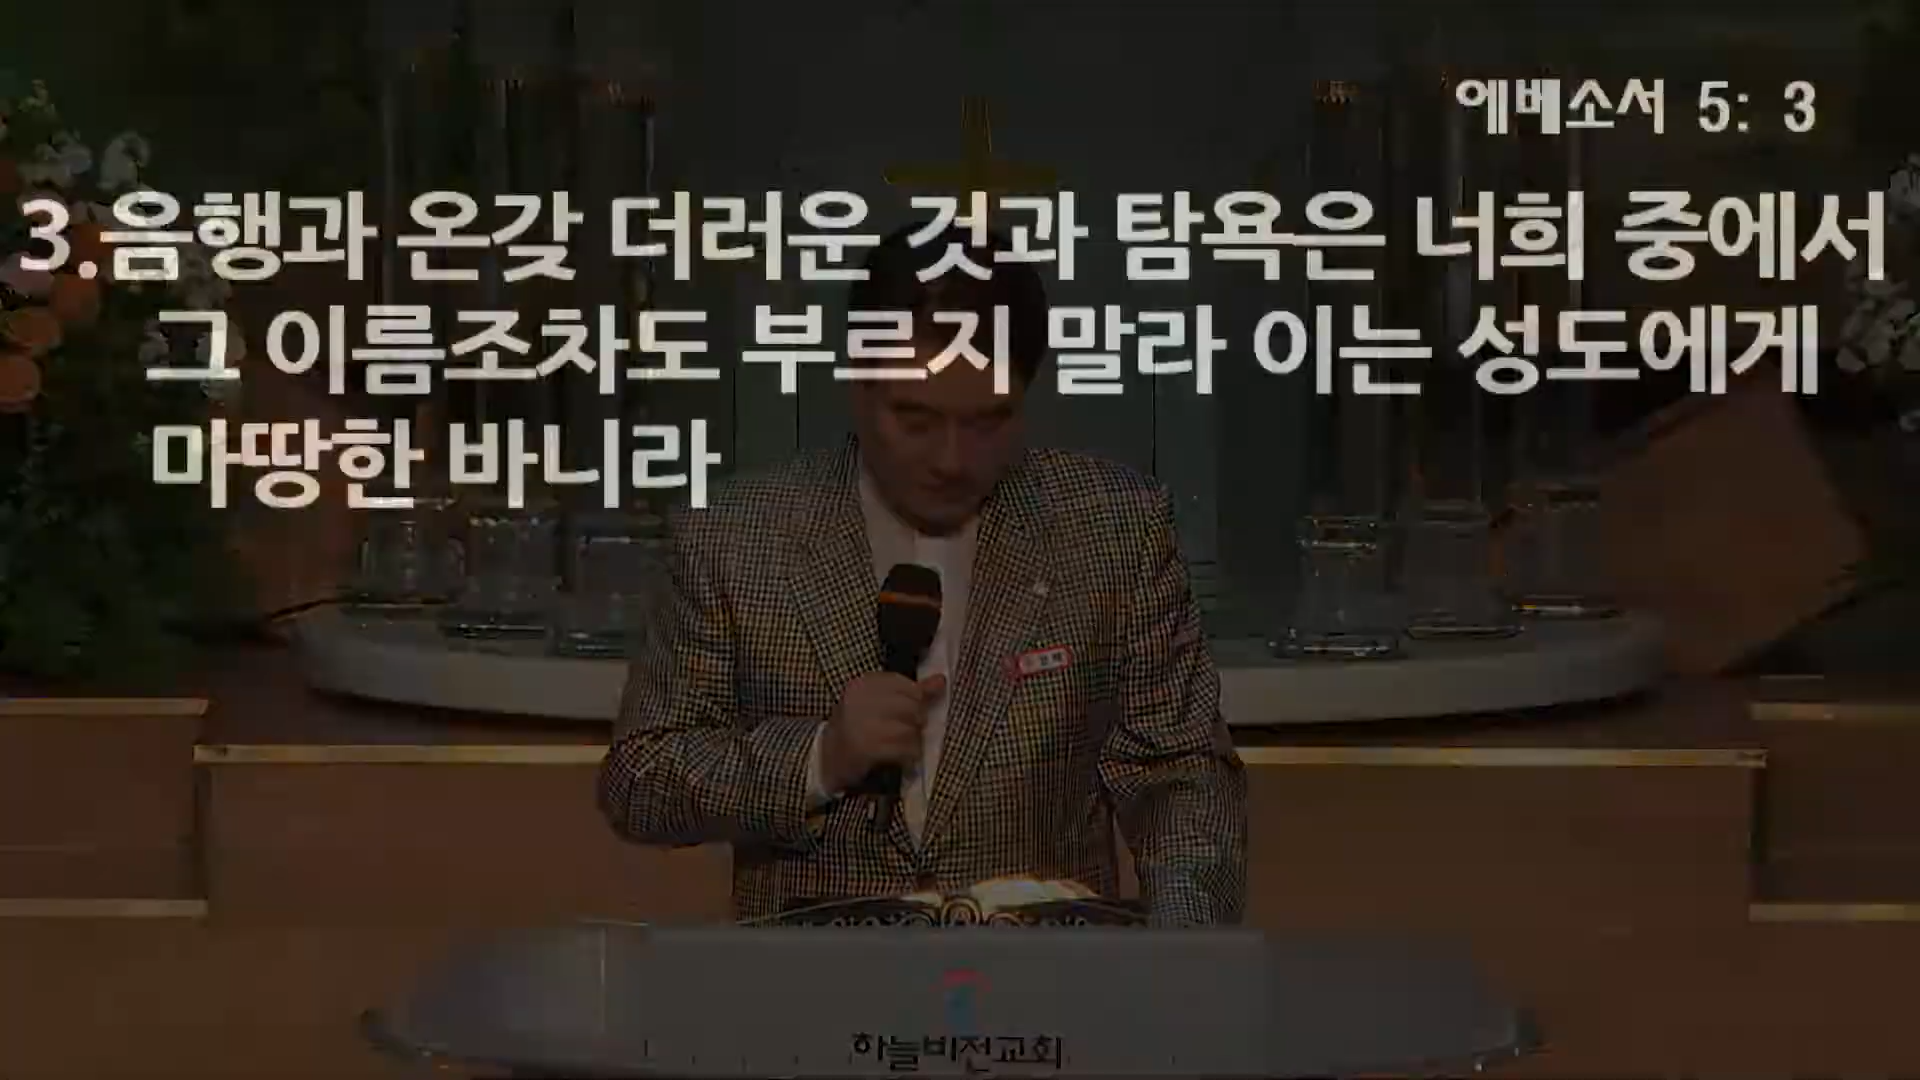 에베소서 5: 3
3.음행과 온갖 더러운 것과 탐욕은 너희 중에서
그 이름조차도 부르지 말라 이는 성도에게
마땅한 바니라
하늘비전교회